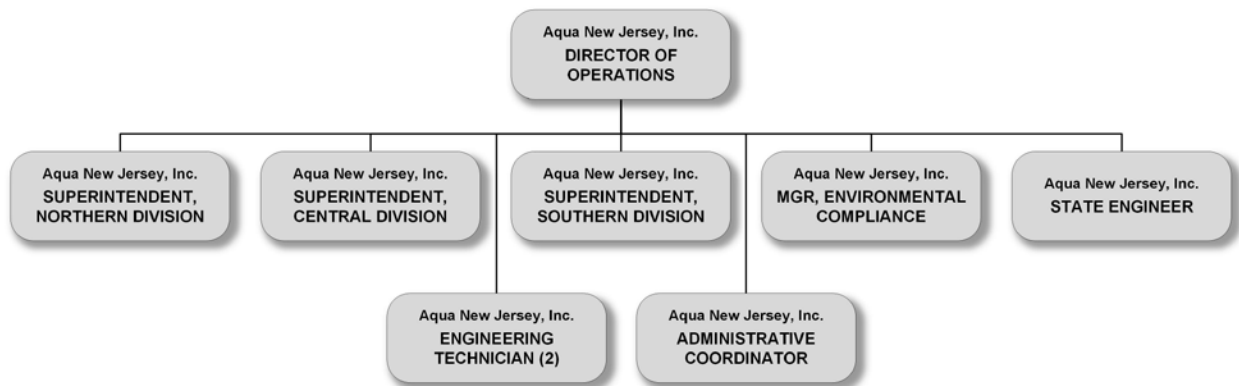 Aqua New Jersey, Inc.
DIRECTOR OF
OPERATIONS
Aqua New Jersey, Inc.
SUPERINTENDENT,
NORTHERN DIVISION
Aqua New Jersey, Inc.
SUPERINTENDENT,
CENTRAL DIVISION
Aqua New Jersey, Inc.
SUPERINTENDENT,
SOUTHERN DIVISION
Aqua New Jersey, Inc.
MGR, ENVIRONMENTAL
COMPLIANCE
Aqua New Jersey, Inc.
STATE ENGINEER
Aqua New Jersey, Inc.
ENGINEERING
TECHNICIAN (2)
Aqua New Jersey, Inc.
ADMINISTRATIVE
COORDINATOR